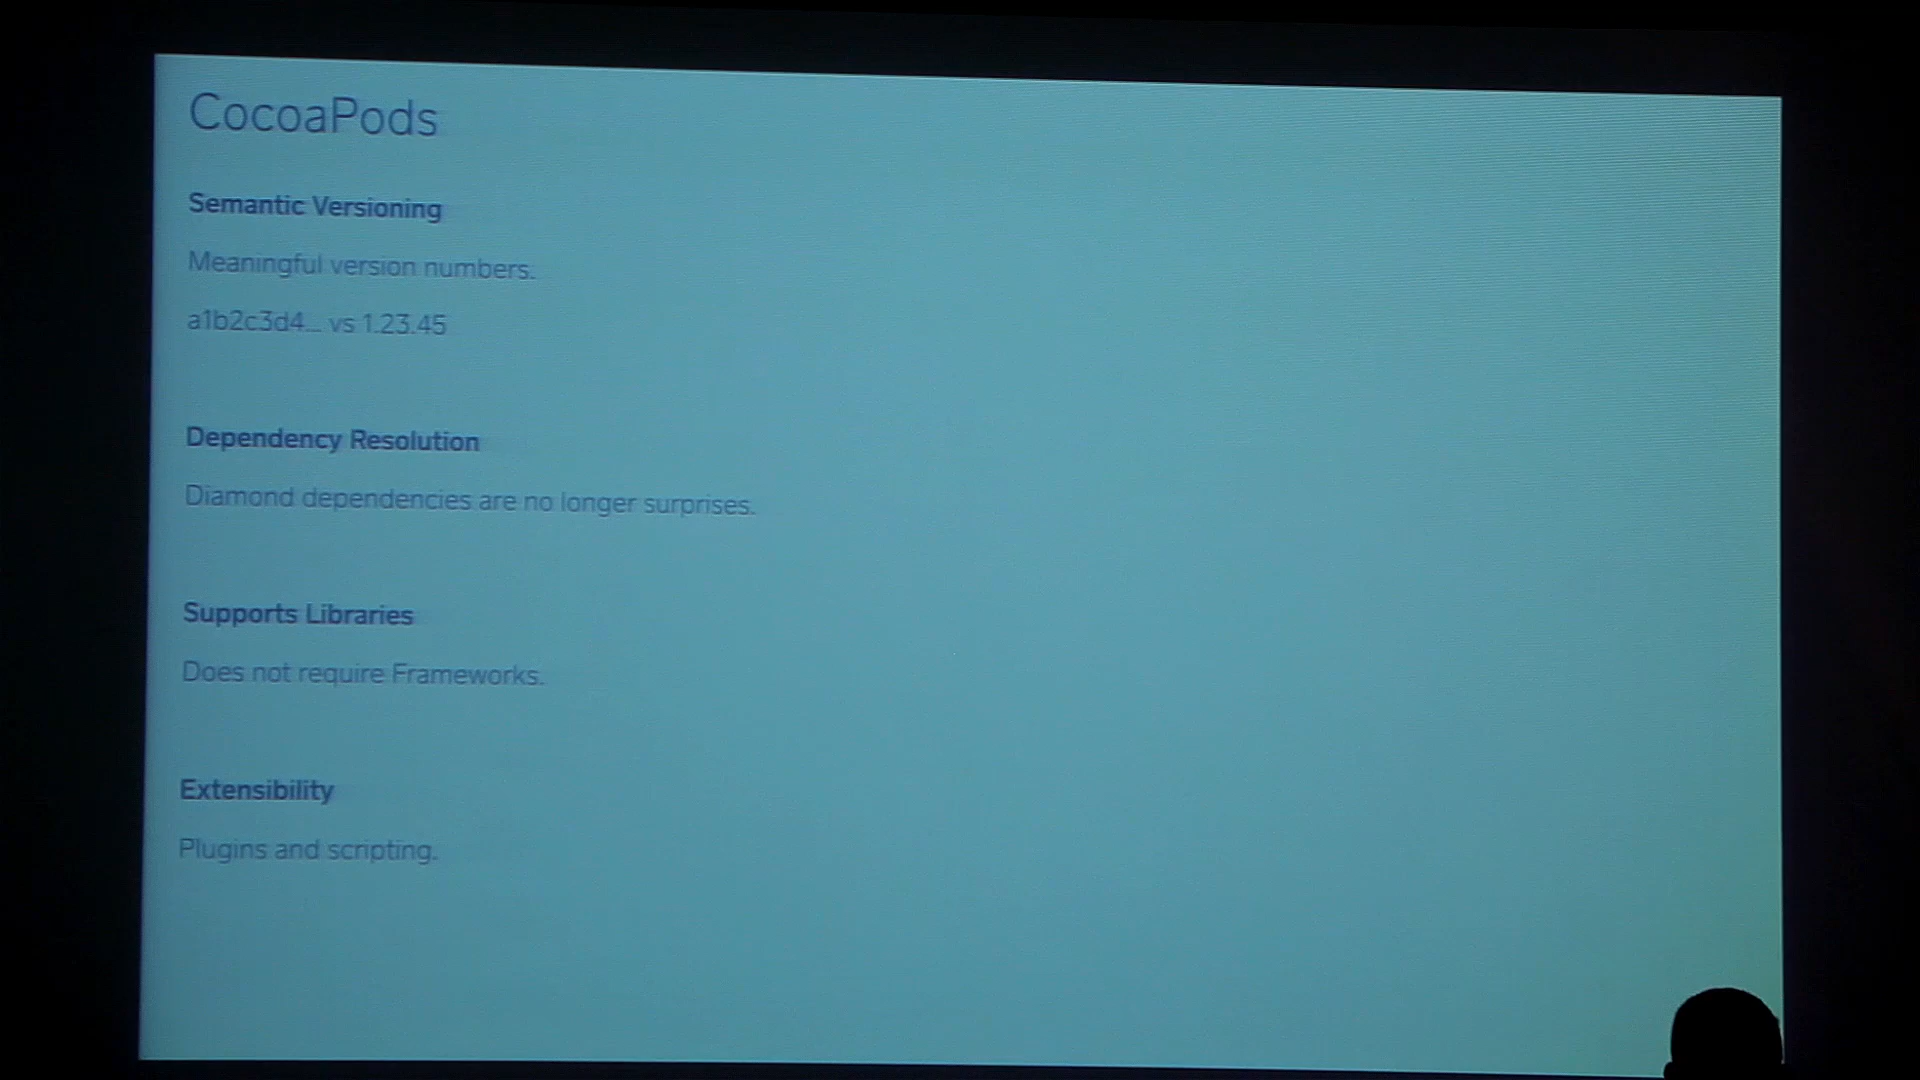 CocoaPods
Semantic Versioning
Meaningful version numbers.
a1b2c3d4... vs 1.23.45
Dependency Resolution
Diamond dependencies are no longer surprises.
Supports Libraries
Does not require Frameworks.
Extensibility
Plugins and scripting.